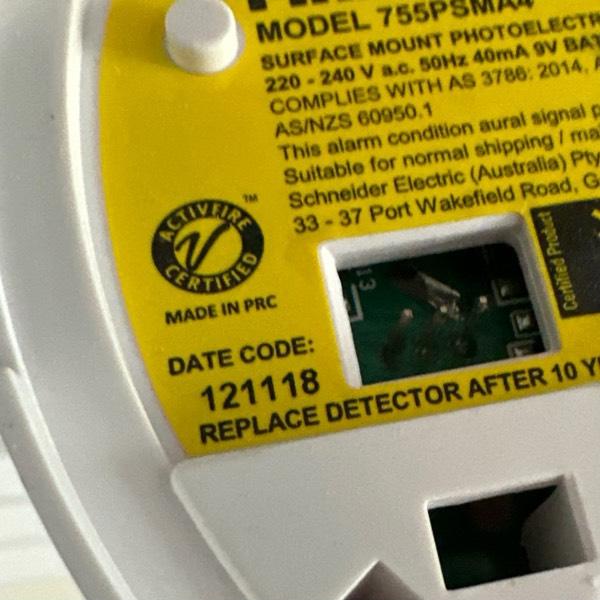 MODEL 755PSMA4
SURFACE MOUNT PHOTOELECTR
220 - 240 V a.c. 50Hz 40mA 9V BAT
COMPLIES WITH AS 3786: 2014, A
AS/NZS 60950.1
This alarm condition aural signal p
Suitable for normal shipping / ma
Schneider Electric (Australia) Pty
33 - 37 Port Wakefield Road, G
ACTIVFIRE
CERTIFIED
TM
MADE IN PRC
Certified Product
13
DATE CODE:
121118
REPLACE DETECTOR AFTER 10 Y